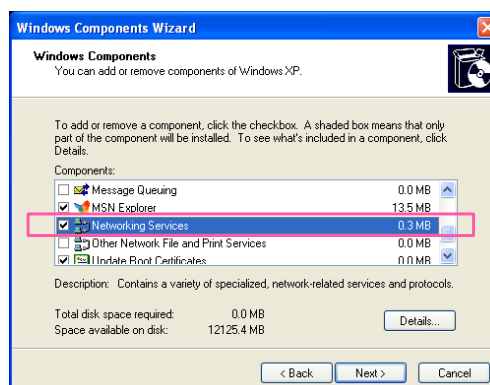 Windows Components Wizard
Windows Components
You can add or remove components of Windows XP.
To add or remove a component, click the checkbox. A shaded box means that only
part of the component will be installed. To see what's included in a component, click
Details.
Components:
Message Queuing 0.0 MB
MSN Explorer 13.5 MB
Networking Services 0.3 MB
Other Network File and Print Services 0.0 MB
Update Root Certificates 0.0 MB
Description: Contains a variety of specialized, network-related services and protocols.
Total disk space required: 0.0 MB
Space available on disk: 12125.4 MB
Details...
< Back Next > Cancel